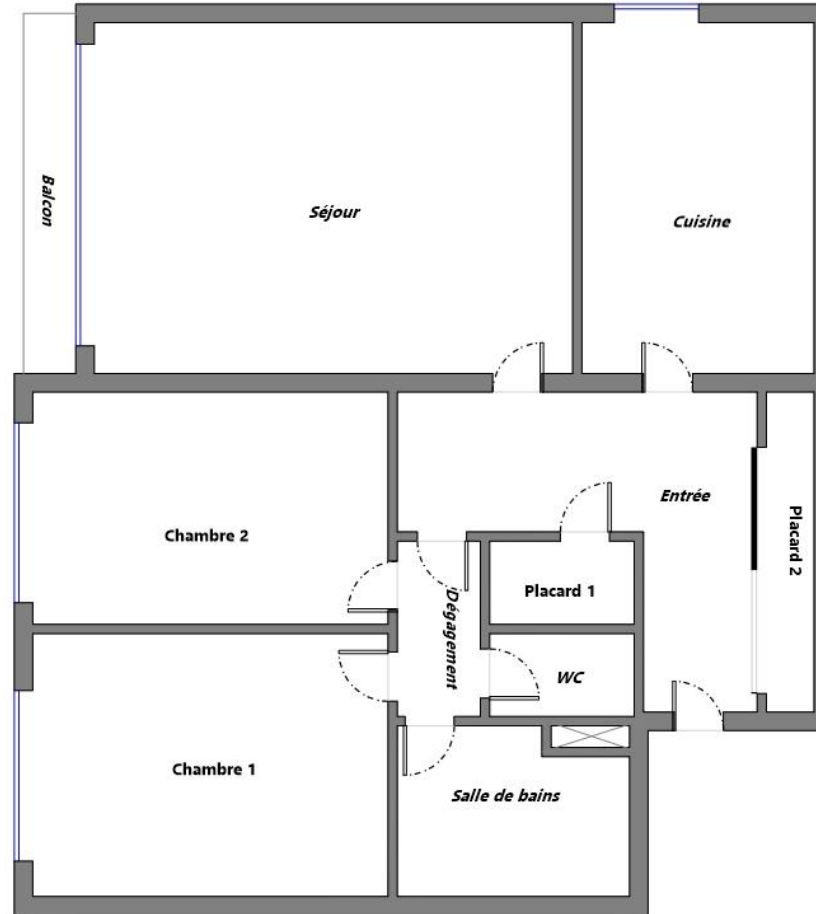 Balcon
Séjour
Cuisine
Entrée
Placard 2
Chambre 2
Placard 1
Dégagement
WC
Chambre 1
Salle de bains